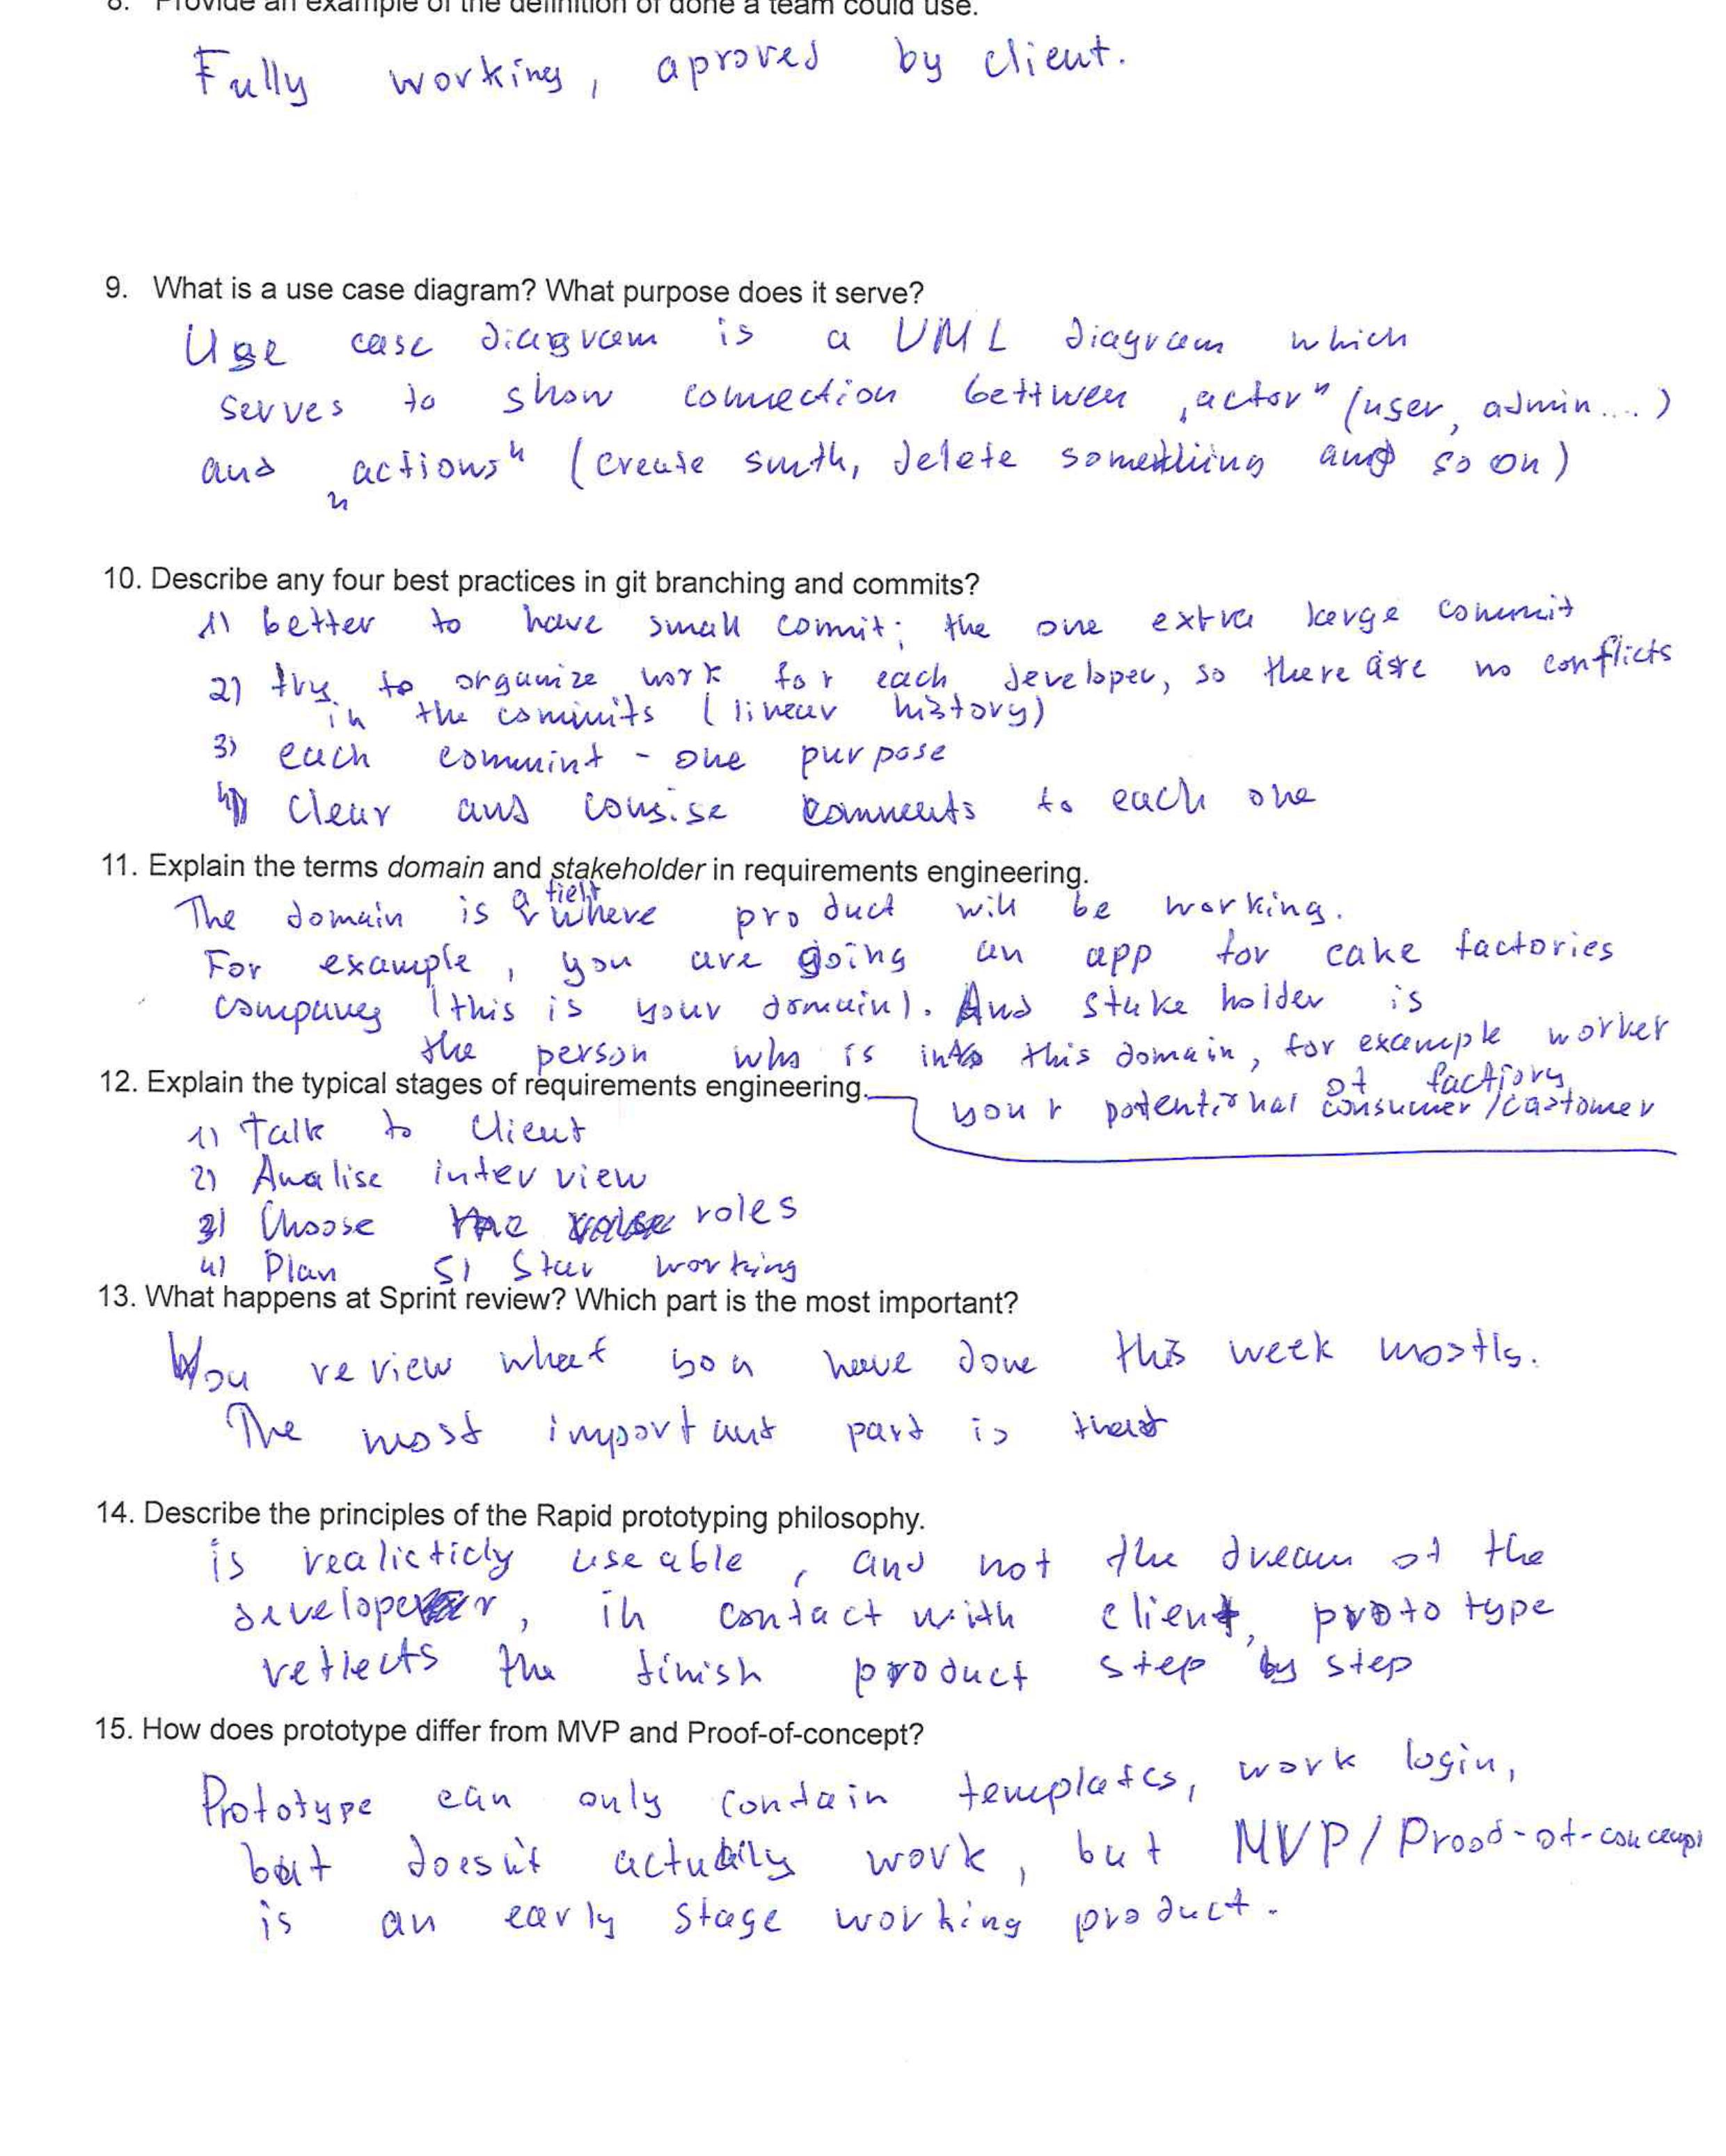 8. Provide an example of the definition of done a team could use.
Fully working, aproved by client.
9. What is a use case diagram? What purpose does it serve?
Use case diagram is a UML diagram which
serves to show connection bettwen „actor" (user, admin....)
and „actions" (create smth, delete something and so on)
10. Describe any four best practices in git branching and commits?
1) better to have small commit; the one extra large commit
2) try to organize work for each developer, so there are no conflicts
in the commits (linear history)
3) each commint - one purpose
4) Clear and consise comments to each one
11. Explain the terms domain and stakeholder in requirements engineering.
The domain is a field where product will be working.
For example, you are going an app for cake factories
company (this is your domain). And stake holder is
the person who is into this domain, for example worker
of factiory,
your potentional consumer/castomer
12. Explain the typical stages of requirements engineering.
1) Talk to client
2) Analise interview
3) Choose the roles
4) Plan 5) Star working
13. What happens at Sprint review? Which part is the most important?
You review what you have done this week mostly.
The most important part is that
14. Describe the principles of the Rapid prototyping philosophy.
is realicticly useable, and not the dream of the
developer, in contact with client, prototype
reflects the finish product step by step
15. How does prototype differ from MVP and Proof-of-concept?
Prototype can only contain templates, work login,
but doesn't actually work, but MVP/Proof-of-concept
is an early stage working product.